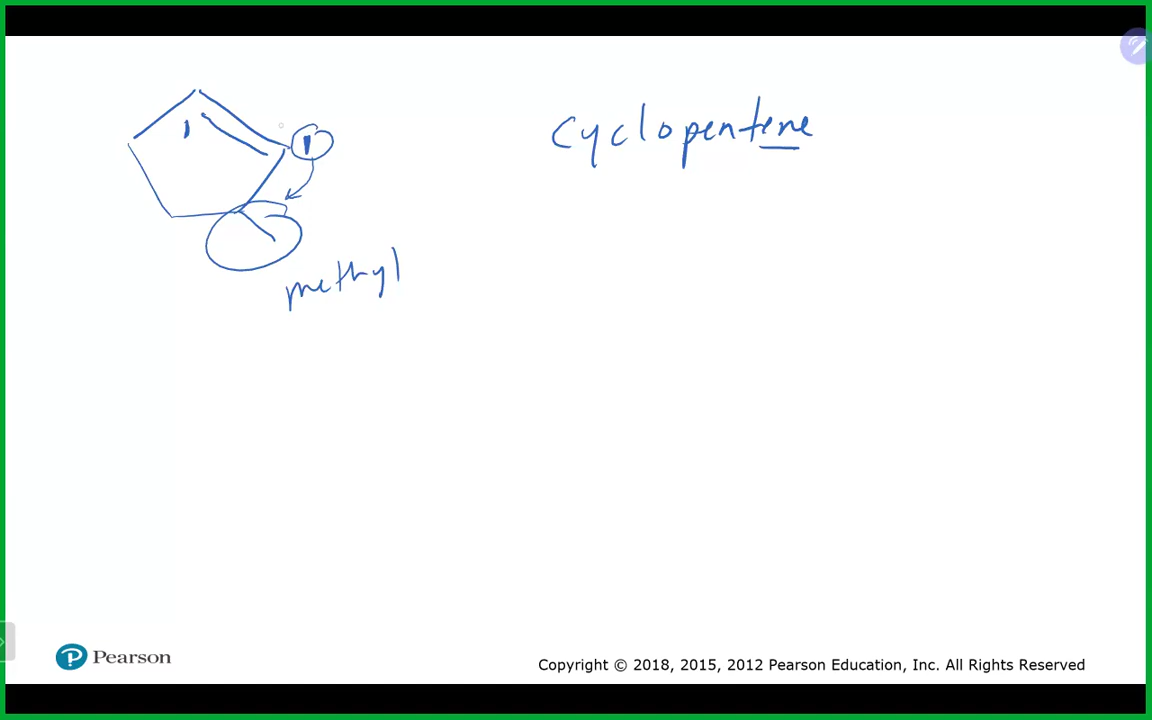 1
1
cyclopentene
methyl
Pearson
Copyright © 2018, 2015, 2012 Pearson Education, Inc. All Rights Reserved